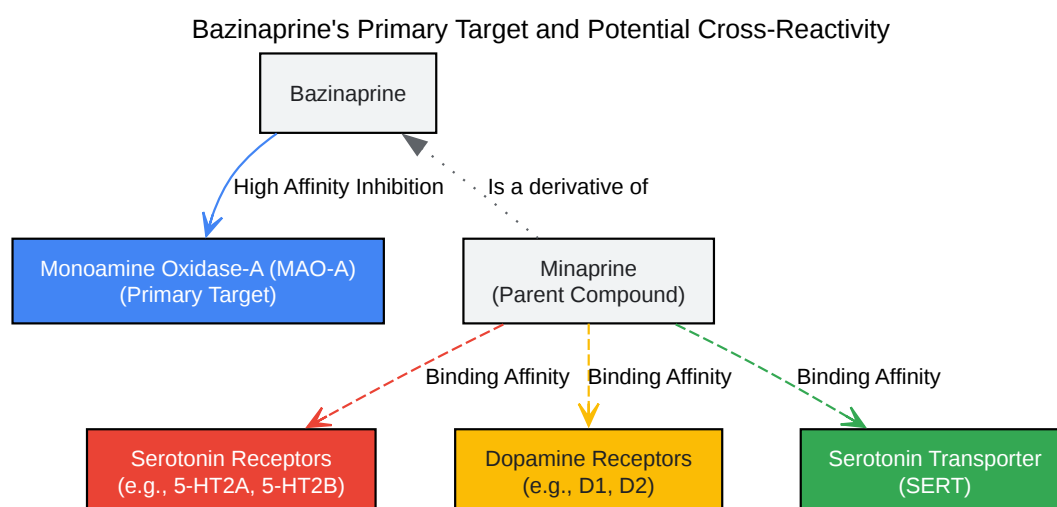 Bazinaprine's Primary Target and Potential Cross-Reactivity
Bazinaprine
High Affinity Inhibition
Is a derivative of
Monoamine Oxidase-A (MAO-A)
(Primary Target)
Minaprine
(Parent Compound)
Binding Affinity
Binding Affinity
Binding Affinity
Serotonin Receptors
(e.g., 5-HT2A, 5-HT2B)
Dopamine Receptors
(e.g., D1, D2)
Serotonin Transporter
(SERT)